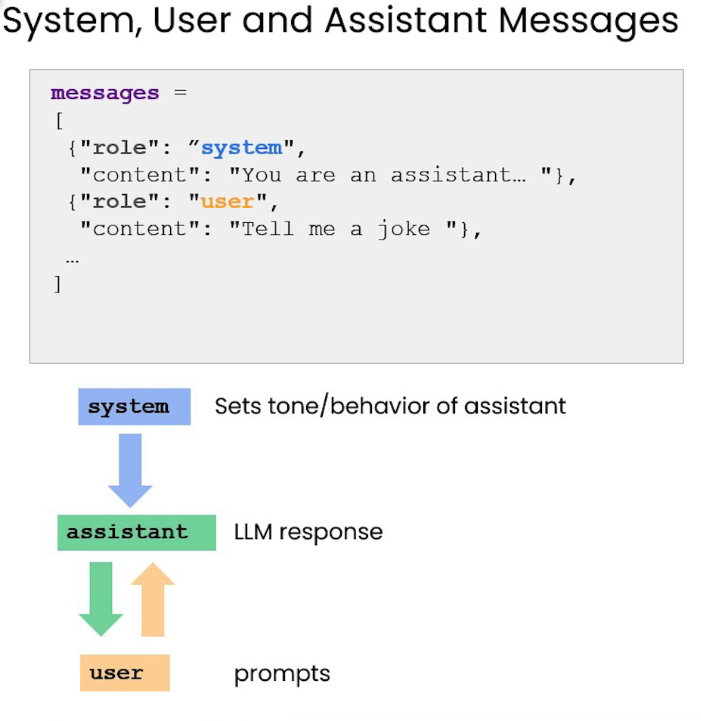 System, User and Assistant Messages
messages =
[
{"role": ”system",
"content": "You are an assistant… "},
{"role": "user",
"content": "Tell me a joke "},
…
]
system Sets tone/behavior of assistant
assistant LLM response
user prompts